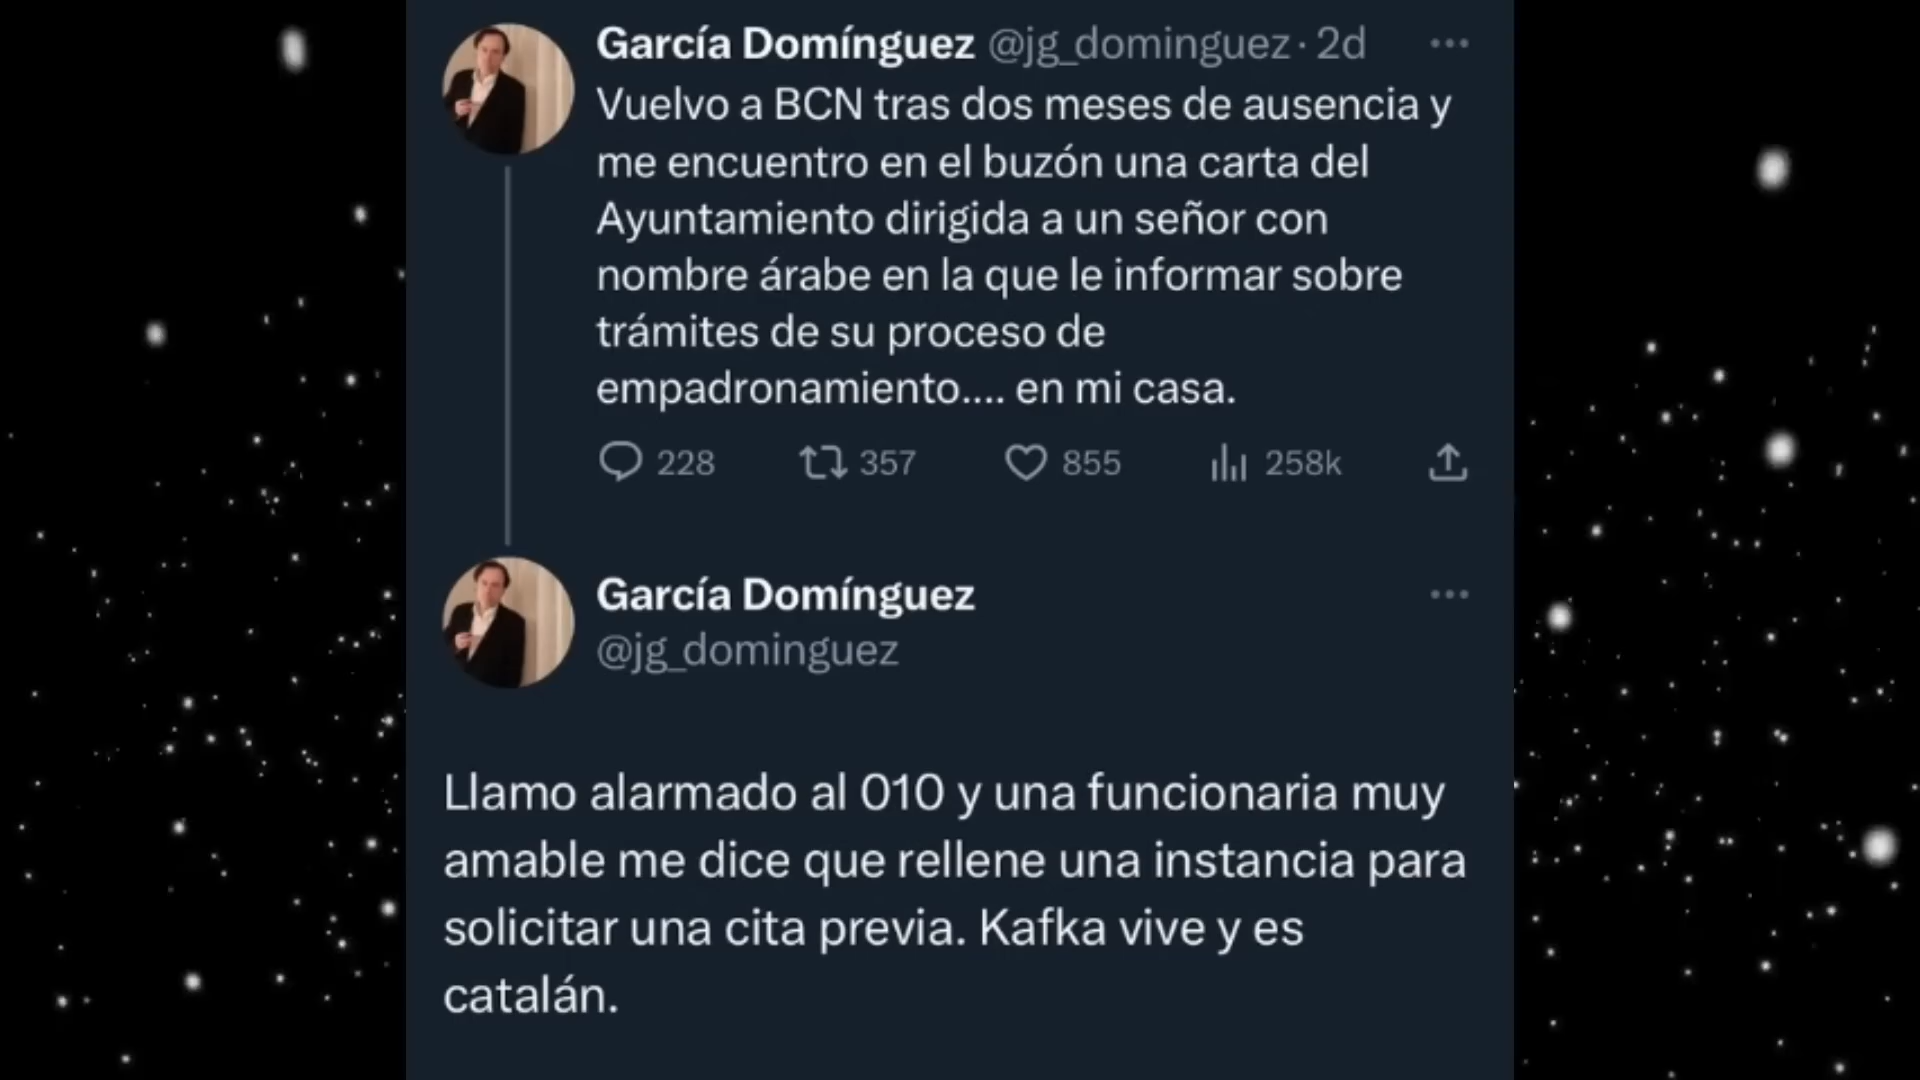 García Domínguez @jg_dominguez · 2d
Vuelvo a BCN tras dos meses de ausencia y
me encuentro en el buzón una carta del
Ayuntamiento dirigida a un señor con
nombre árabe en la que le informar sobre
trámites de su proceso de
empadronamiento.... en mi casa.
228 357 855 258k
García Domínguez
@jg_dominguez
Llamo alarmado al 010 y una funcionaria muy
amable me dice que rellene una instancia para
solicitar una cita previa. Kafka vive y es
catalán.